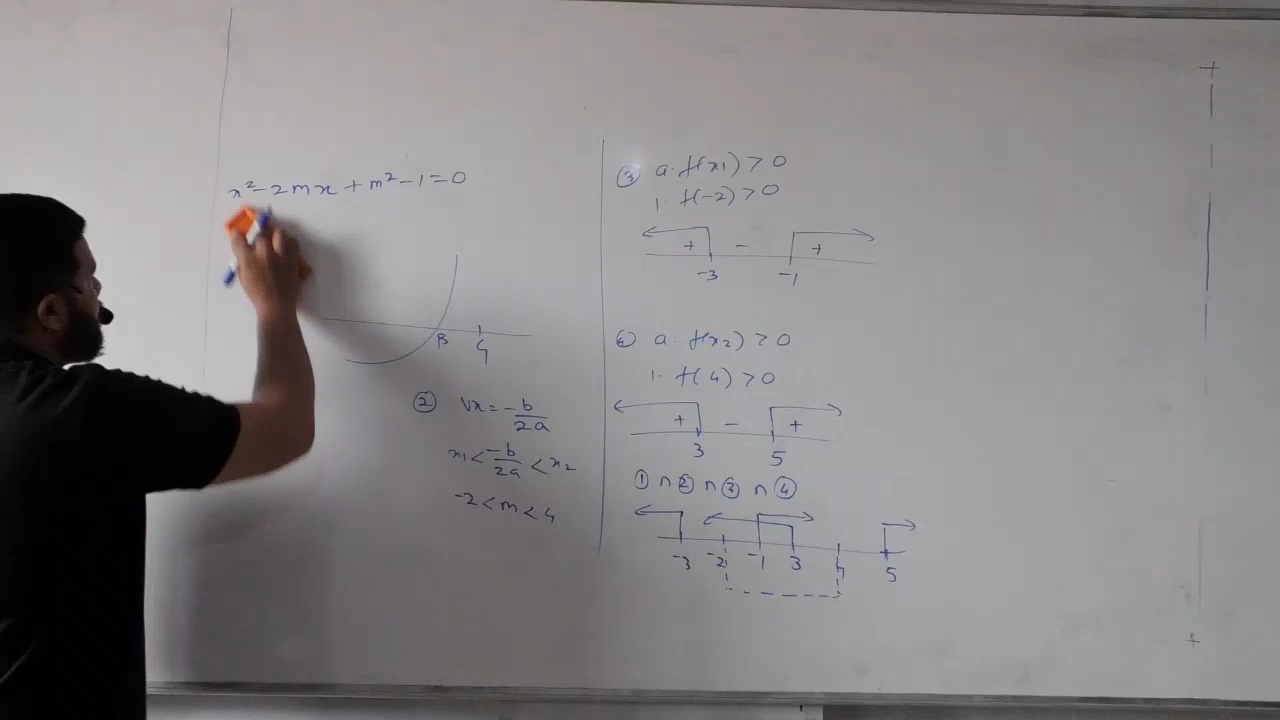 x²-2mx+m²-1=0
B
4
② Vx=-b/2a
x₁<-b/2a<x₂
-2<m<4
③ a.f(x₁)>0
1. f(-2)>0
+ - +
-3 -1
④ a. f(x₂)>0
1. f(4)>0
+ - +
3 5
①∩②∩③∩④
-3 -2 -1 3 4 5